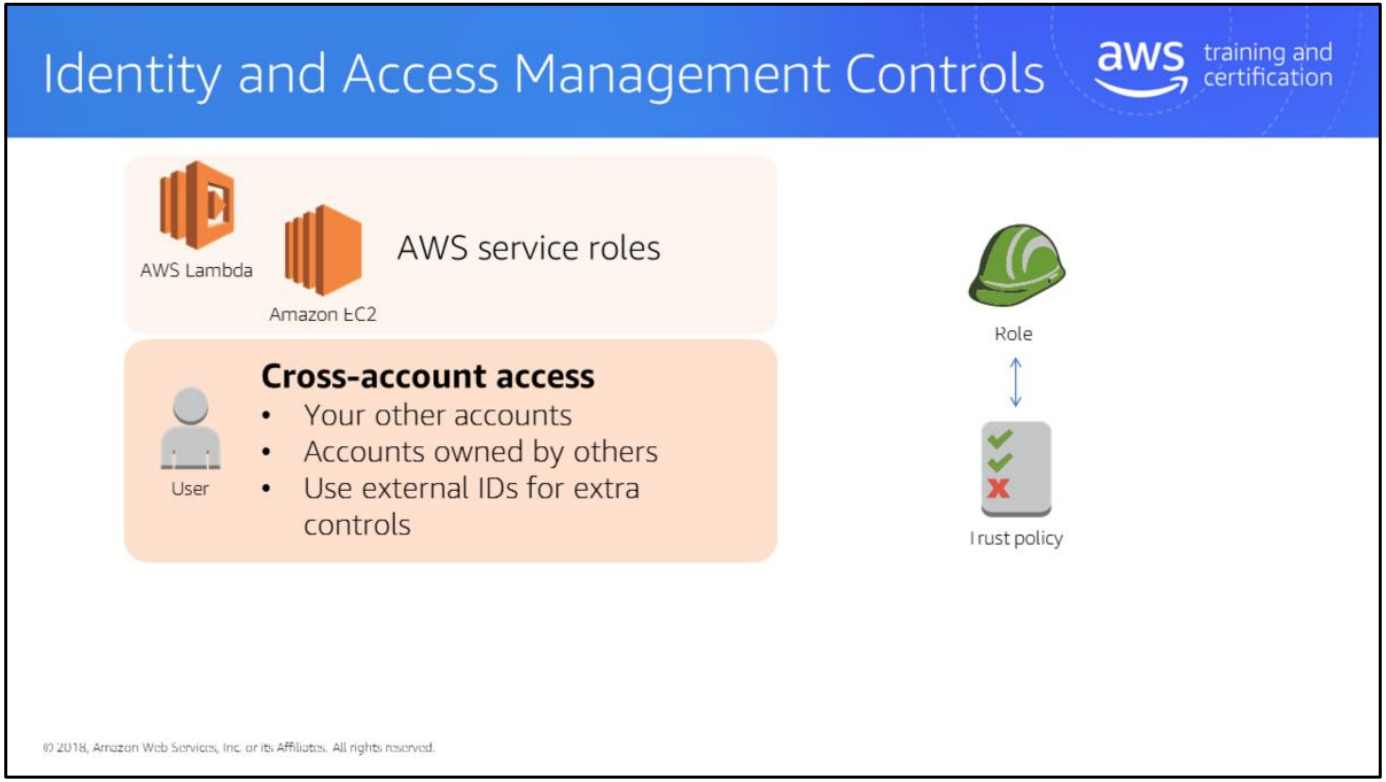 Identity and Access Management Controls
aws training and
certification
AWS Lambda
Amazon EC2
AWS service roles
Cross-account access
• Your other accounts
• Accounts owned by others
• Use external IDs for extra
controls
User
Role
Trust policy
© 2018, Amazon Web Services, Inc. or its Affiliates. All rights reserved.